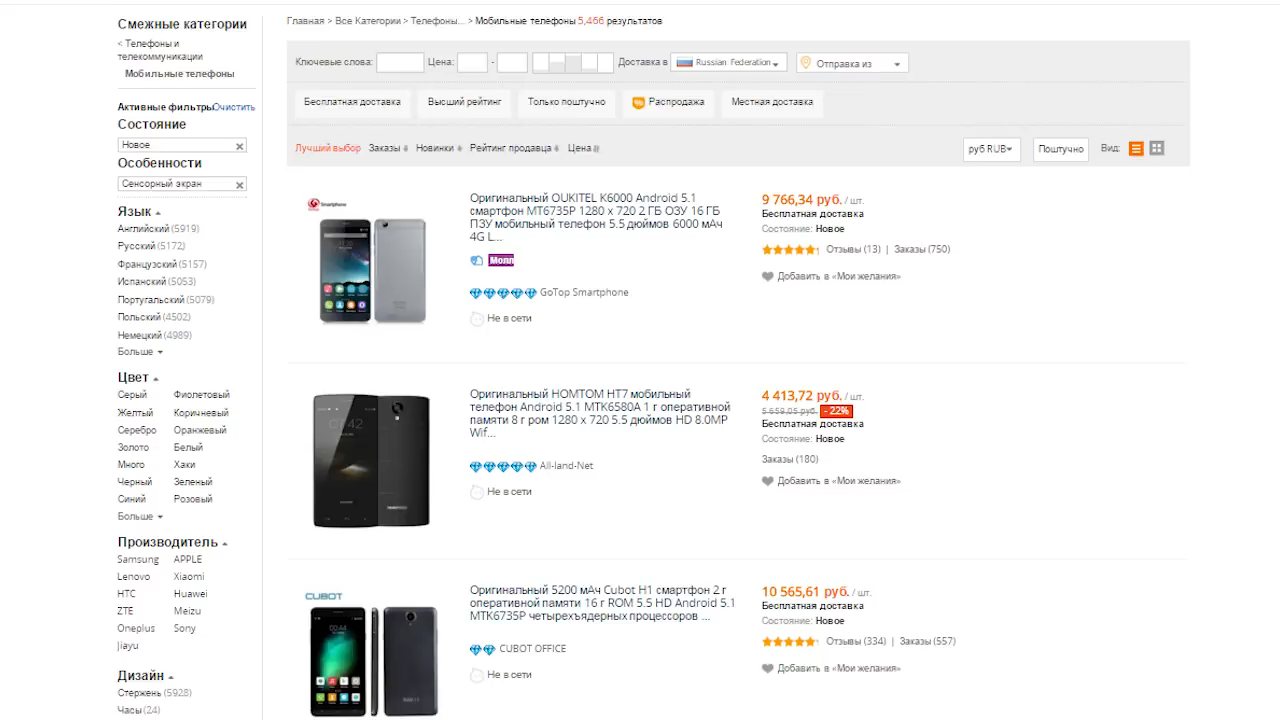 Смежные категории
< Телефоны и
телекоммуникации
Мобильные телефоны
Активные фильтры Очистить
Состояние
Новое
Особенности
Сенсорный экран
Язык
Английский (5919)
Русский (5172)
Французский (5157)
Испанский (5053)
Португальский (5079)
Польский (4502)
Немецкий (4989)
Больше
Цвет
Серый Фиолетовый
Желтый Коричневый
Серебро Оранжевый
Золото Белый
Много Хаки
Черный Зеленый
Синий Розовый
Больше
Производитель
Samsung APPLE
Lenovo Xiaomi
HTC Huawei
ZTE Meizu
Oneplus Sony
Jiayu
Дизайн
Стержень (5928)
Часы (24)
Главная > Все Категории > Телефоны... > Мобильные телефоны 5,466 результатов
Ключевые слова: Цена: - Доставка в Russian Federation Отправка из
Бесплатная доставка Высший рейтинг Только поштучно % Распродажа Местная доставка
Лучший выбор Заказы Новинки Рейтинг продавца Цена руб RUB Поштучно Вид:
Smartphone
Оригинальный OUKITEL K6000 Android 5.1
смартфон MT6735P 1280 x 720 2 ГБ ОЗУ 16 ГБ
ПЗУ мобильный телефон 5.5 дюймов 6000 мАч
4G L...
Молл
GoTop Smartphone
Не в сети
9 766,34 руб. / шт.
Бесплатная доставка
Состояние: Новое
Отзывы (13) | Заказы (750)
Добавить в «Мои желания»
Оригинальный HOMTOM HT7 мобильный
телефон Android 5.1 MTK6580A 1 г оперативной
памяти 8 г ром 1280 x 720 5.5 дюймов HD 8.0MP
Wif...
All-land-Net
Не в сети
4 413,72 руб. / шт.
5 659,05 руб. - 22%
Бесплатная доставка
Состояние: Новое
Заказы (180)
Добавить в «Мои желания»
CUBOT
00:44
Оригинальный 5200 мАч Cubot H1 смартфон 2 г
оперативной памяти 16 г ROM 5.5 HD Android 5.1
MTK6735P четырехъядерных процессоров ...
CUBOT OFFICE
Не в сети
10 565,61 руб. / шт.
Бесплатная доставка
Состояние: Новое
Отзывы (334) | Заказы (557)
Добавить в «Мои желания»